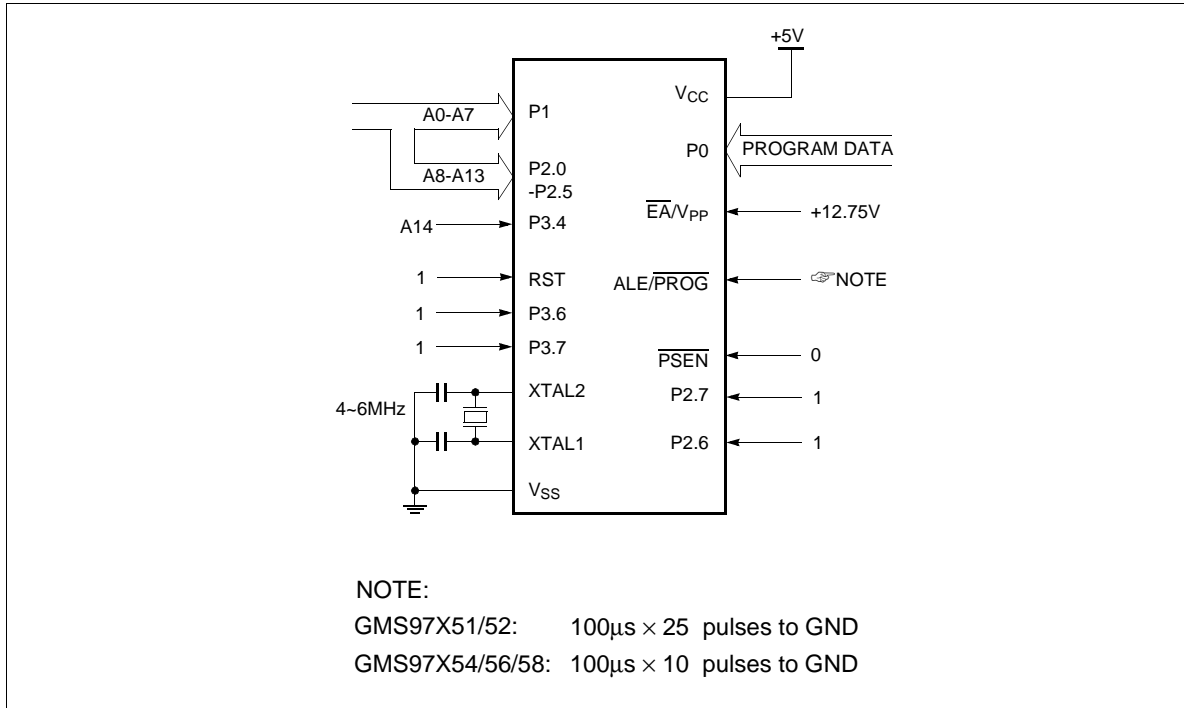 +5V
A0-A7
P1
VCC
P0
PROGRAM DATA
A8-A13
P2.0
-P2.5
EA/VPP
+12.75V
A14
P3.4
1
RST
ALE/PROG
☞NOTE
1
P3.6
1
P3.7
PSEN
0
XTAL2
P2.7
1
4~6MHz
XTAL1
P2.6
1
VSS
NOTE:
GMS97X51/52: 100μs × 25 pulses to GND
GMS97X54/56/58: 100μs × 10 pulses to GND